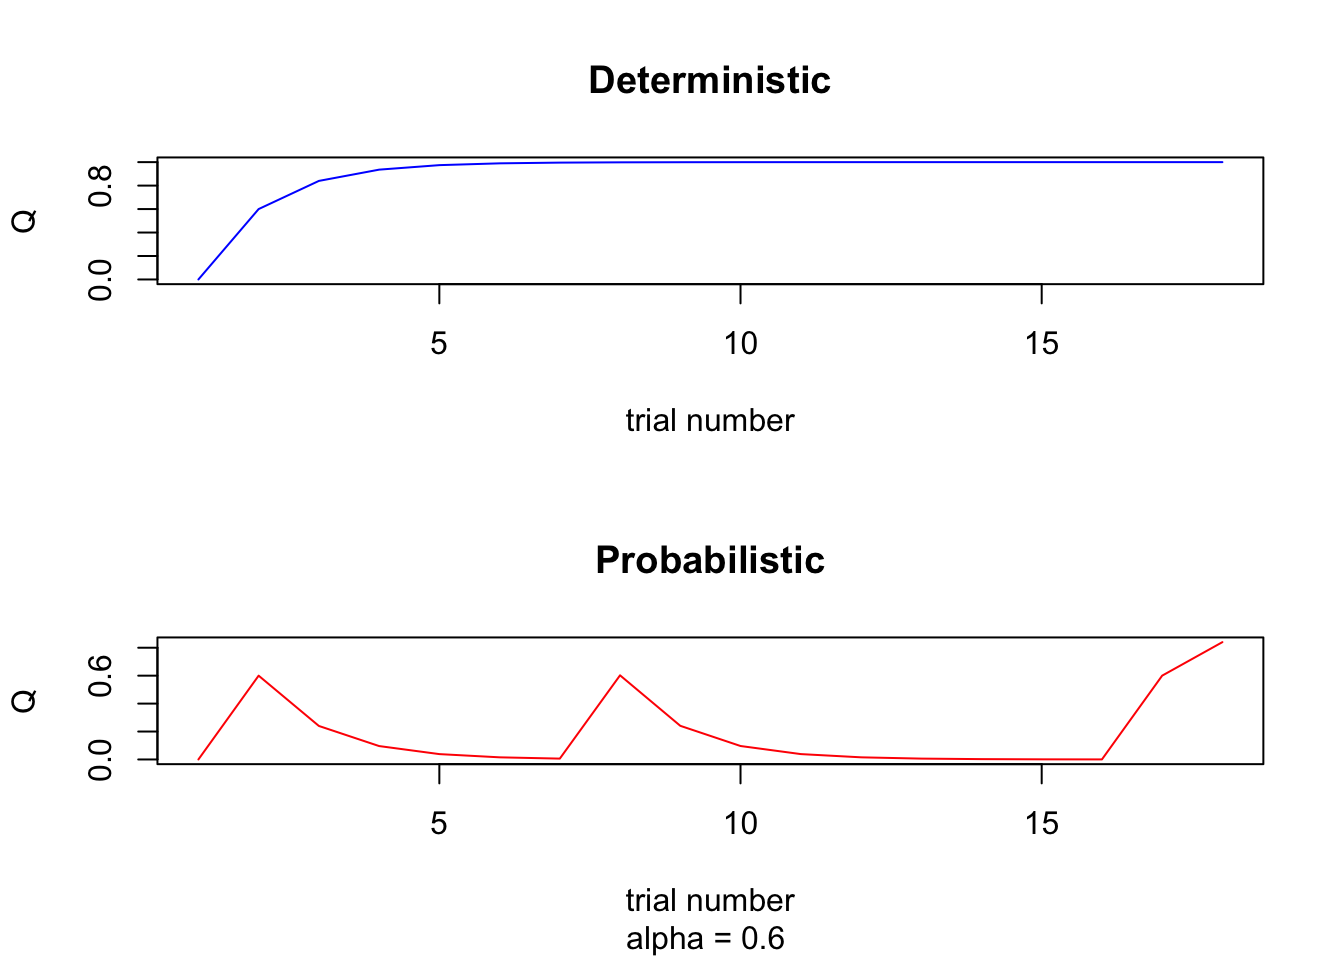 Deterministic
Q
0.8
0.0
5 10 15
trial number
Probabilistic
Q
0.6
0.0
5 10 15
trial number
alpha = 0.6